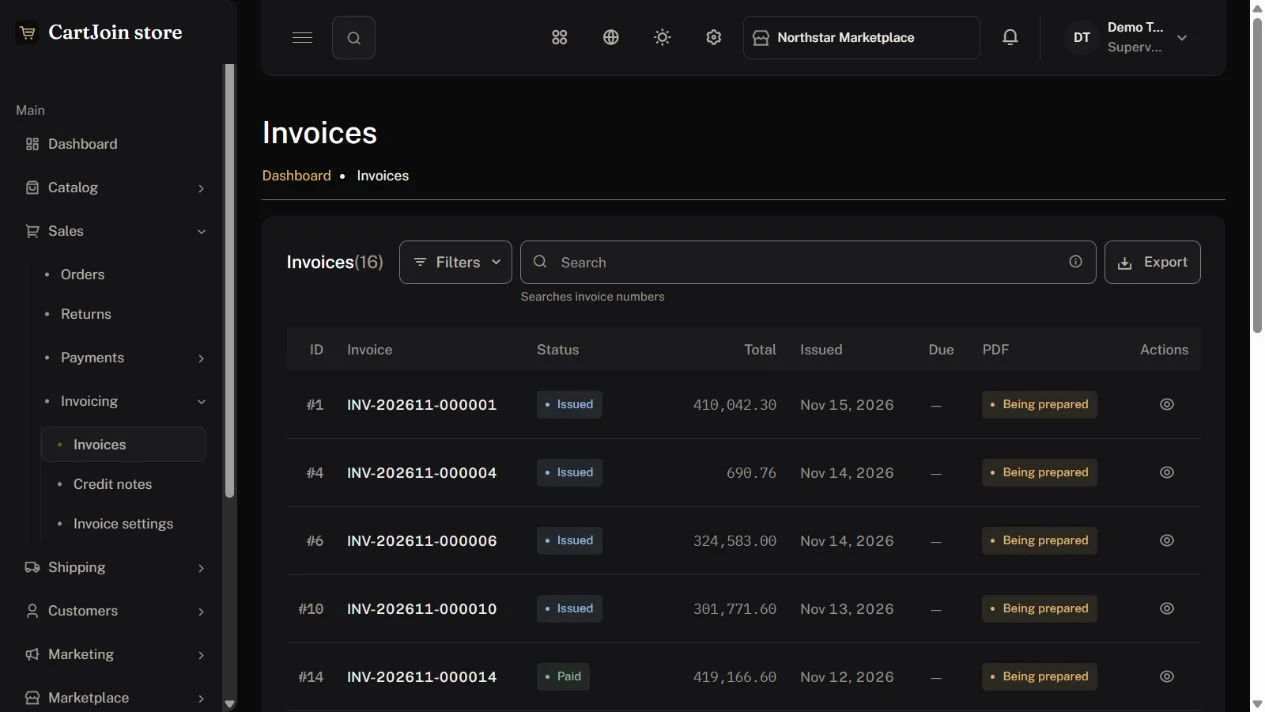 CartJoin store
Northstar Marketplace
DT
Demo T...
Superv...
Main
Dashboard
Catalog
Sales
Orders
Returns
Payments
Invoicing
Invoices
Credit notes
Invoice settings
Shipping
Customers
Marketing
Marketplace
Invoices
Dashboard • Invoices
Invoices(16)
Filters
Search
Export
Searches invoice numbers
ID Invoice Status Total Issued Due PDF Actions
#1 INV-202611-000001 • Issued 410,042.30 Nov 15, 2026 — • Being prepared
#4 INV-202611-000004 • Issued 690.76 Nov 14, 2026 — • Being prepared
#6 INV-202611-000006 • Issued 324,583.00 Nov 14, 2026 — • Being prepared
#10 INV-202611-000010 • Issued 301,771.60 Nov 13, 2026 — • Being prepared
#14 INV-202611-000014 • Paid 419,166.60 Nov 12, 2026 — • Being prepared